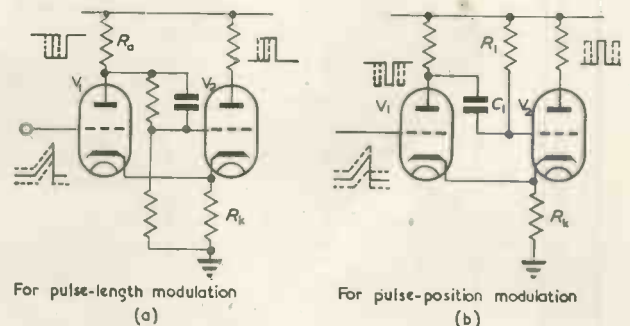 Rₐ
V₁
V₂
Rₖ
For pulse-length modulation
(a)
R₁
V₁
C₁
V₂
Rₖ
For pulse-position modulation
(b)